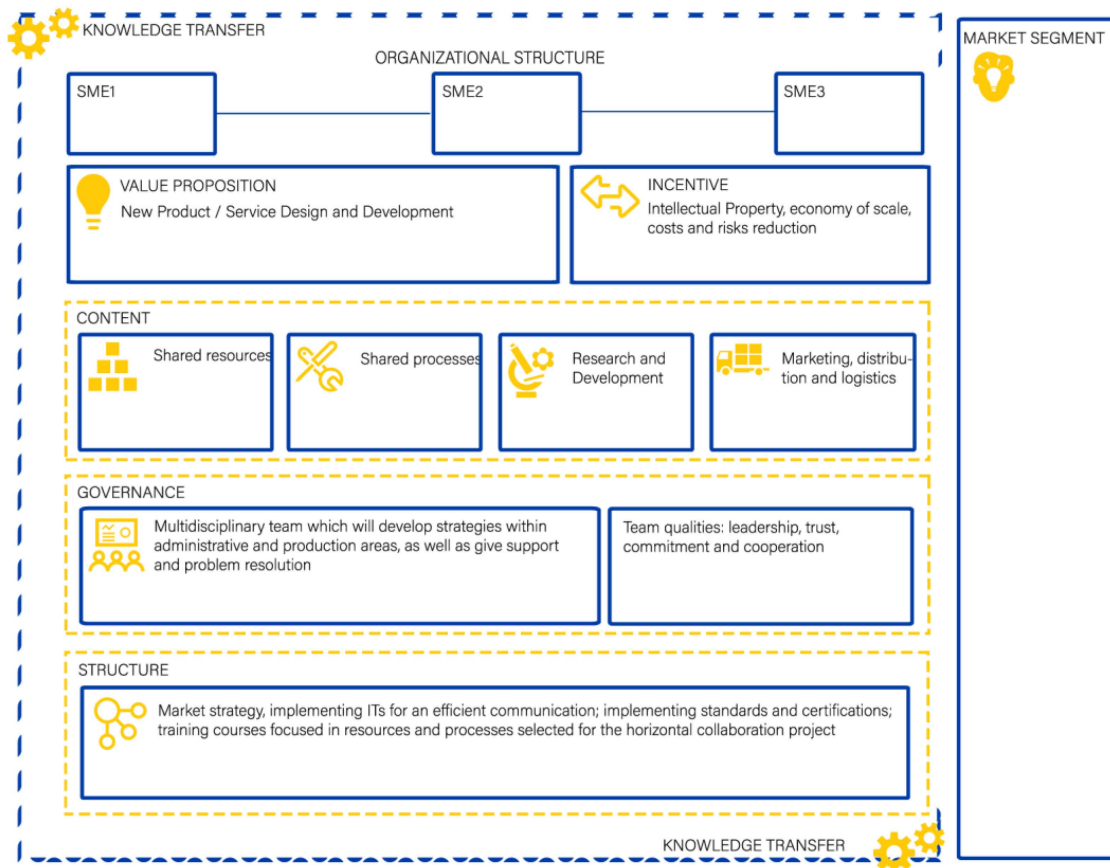 KNOWLEDGE TRANSFER
MARKET SEGMENT
ORGANIZATIONAL STRUCTURE
SME1
SME2
SME3
VALUE PROPOSITION
New Product / Service Design and Development
INCENTIVE
Intellectual Property, economy of scale,
costs and risks reduction
CONTENT
Shared resources
Shared processes
Research and
Development
Marketing, distribu-
tion and logistics
GOVERNANCE
Multidisciplinary team which will develop strategies within
administrative and production areas, as well as give support
and problem resolution
Team qualities: leadership, trust,
commitment and cooperation
STRUCTURE
Market strategy, implementing ITs for an efficient communication; implementing standards and certifications;
training courses focused in resources and processes selected for the horizontal collaboration project
KNOWLEDGE TRANSFER